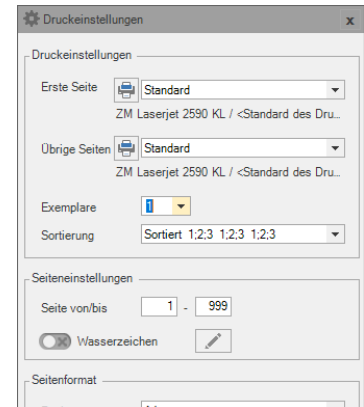 Druckeinstellungen x
Druckeinstellungen
Erste Seite Standard
ZM Laserjet 2590 KL / <Standard des Dru...
Übrige Seiten Standard
ZM Laserjet 2590 KL / <Standard des Dru...
Exemplare 1
Sortierung Sortiert 1;2;3 1;2;3 1;2;3
Seiteneinstellungen
Seite von/bis 1 - 999
Wasserzeichen
Seitenformat